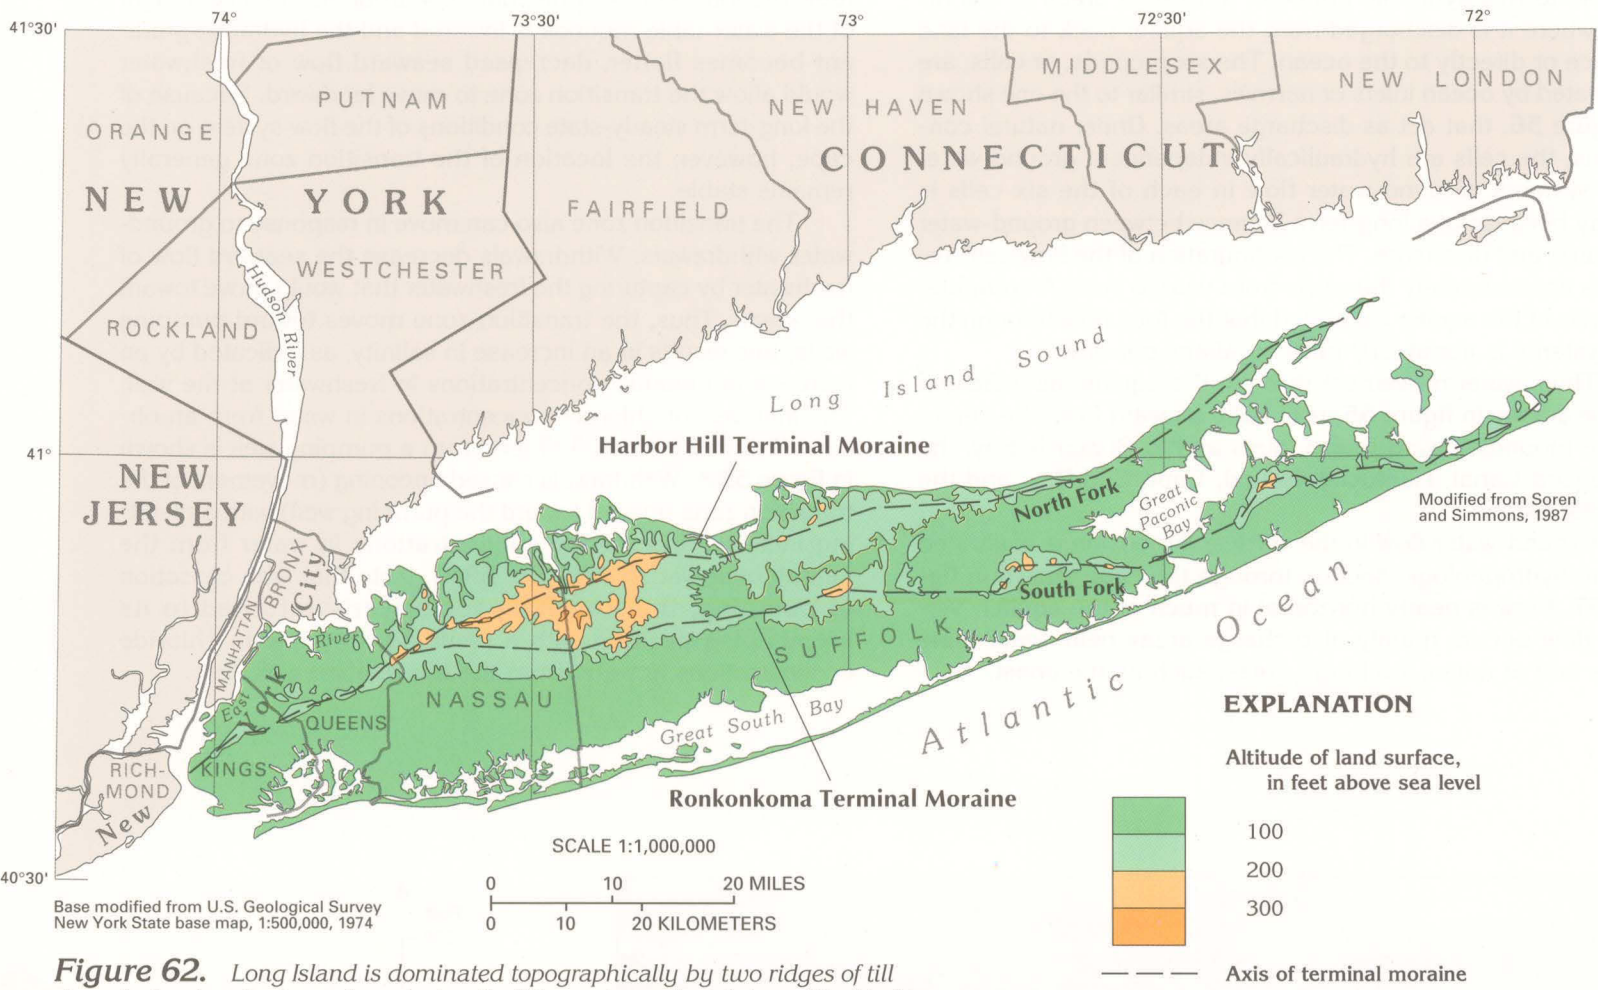 74°
73°30'
73°
72°30'
72°
41°30'
PUTNAM
ORANGE
NEW YORK
MIDDLESEX
NEW LONDON
NEW HAVEN
CONNECTICUT
FAIRFIELD
WESTCHESTER
Hudson River
ROCKLAND
Long Island Sound
41°
Harbor Hill Terminal Moraine
NEW
JERSEY
North Fork
Great
Paconic
Bay
Modified from Soren
and Simmons, 1987
BRONX
City
South Fork
MANHATTAN
River
East
York
SUFFOLK
Atlantic Ocean
NASSAU
QUEENS
Great South Bay
KINGS
RICH-
MOND
New
Ronkonkoma Terminal Moraine
EXPLANATION
Altitude of land surface,
in feet above sea level
100
200
300
Axis of terminal moraine
SCALE 1:1,000,000
0 10 20 MILES
0 10 20 KILOMETERS
40°30'
Base modified from U.S. Geological Survey
New York State base map, 1:500,000, 1974
Figure 62. Long Island is dominated topographically by two ridges of till